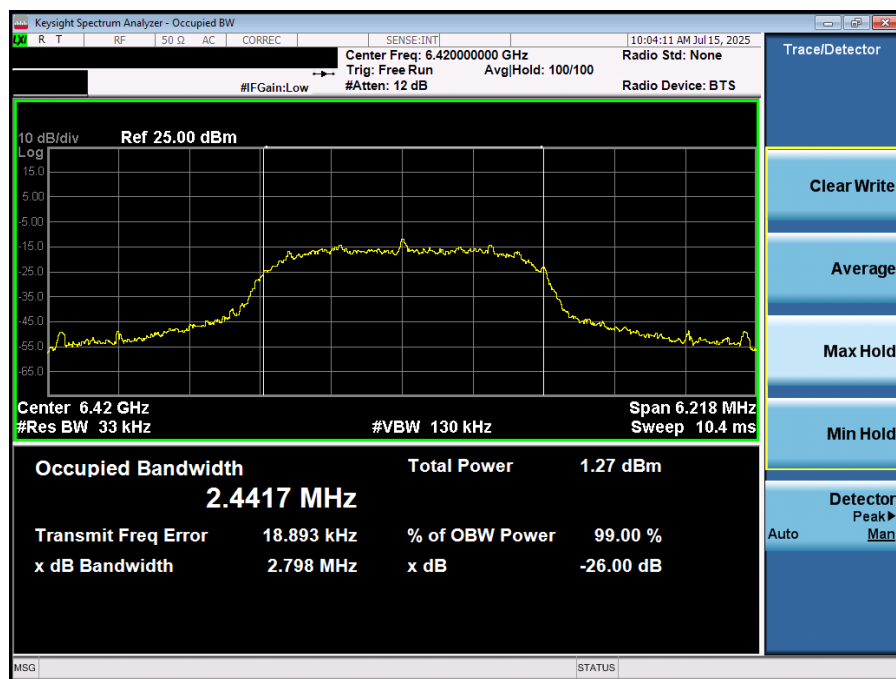 Keysight Spectrum Analyzer - Occupied BW
LXI R T RF 50 Ω AC CORREC SENSE:INT 10:04:11 AM Jul 15, 2025
Center Freq: 6.420000000 GHz Radio Std: None
Trig: Free Run Avg|Hold: 100/100
#IFGain:Low #Atten: 12 dB Radio Device: BTS
10 dB/div Ref 25.00 dBm
Log
15.0
5.00
-5.00
-15.0
-25.0
-35.0
-45.0
-55.0
-65.0
Center 6.42 GHz Span 6.218 MHz
#Res BW 33 kHz #VBW 130 kHz Sweep 10.4 ms
Occupied Bandwidth Total Power 1.27 dBm
2.4417 MHz
Transmit Freq Error 18.893 kHz % of OBW Power 99.00 %
x dB Bandwidth 2.798 MHz x dB -26.00 dB
MSG STATUS
Trace/Detector
Clear Write
Average
Max Hold
Min Hold
Detector
Peak▶
Auto Man